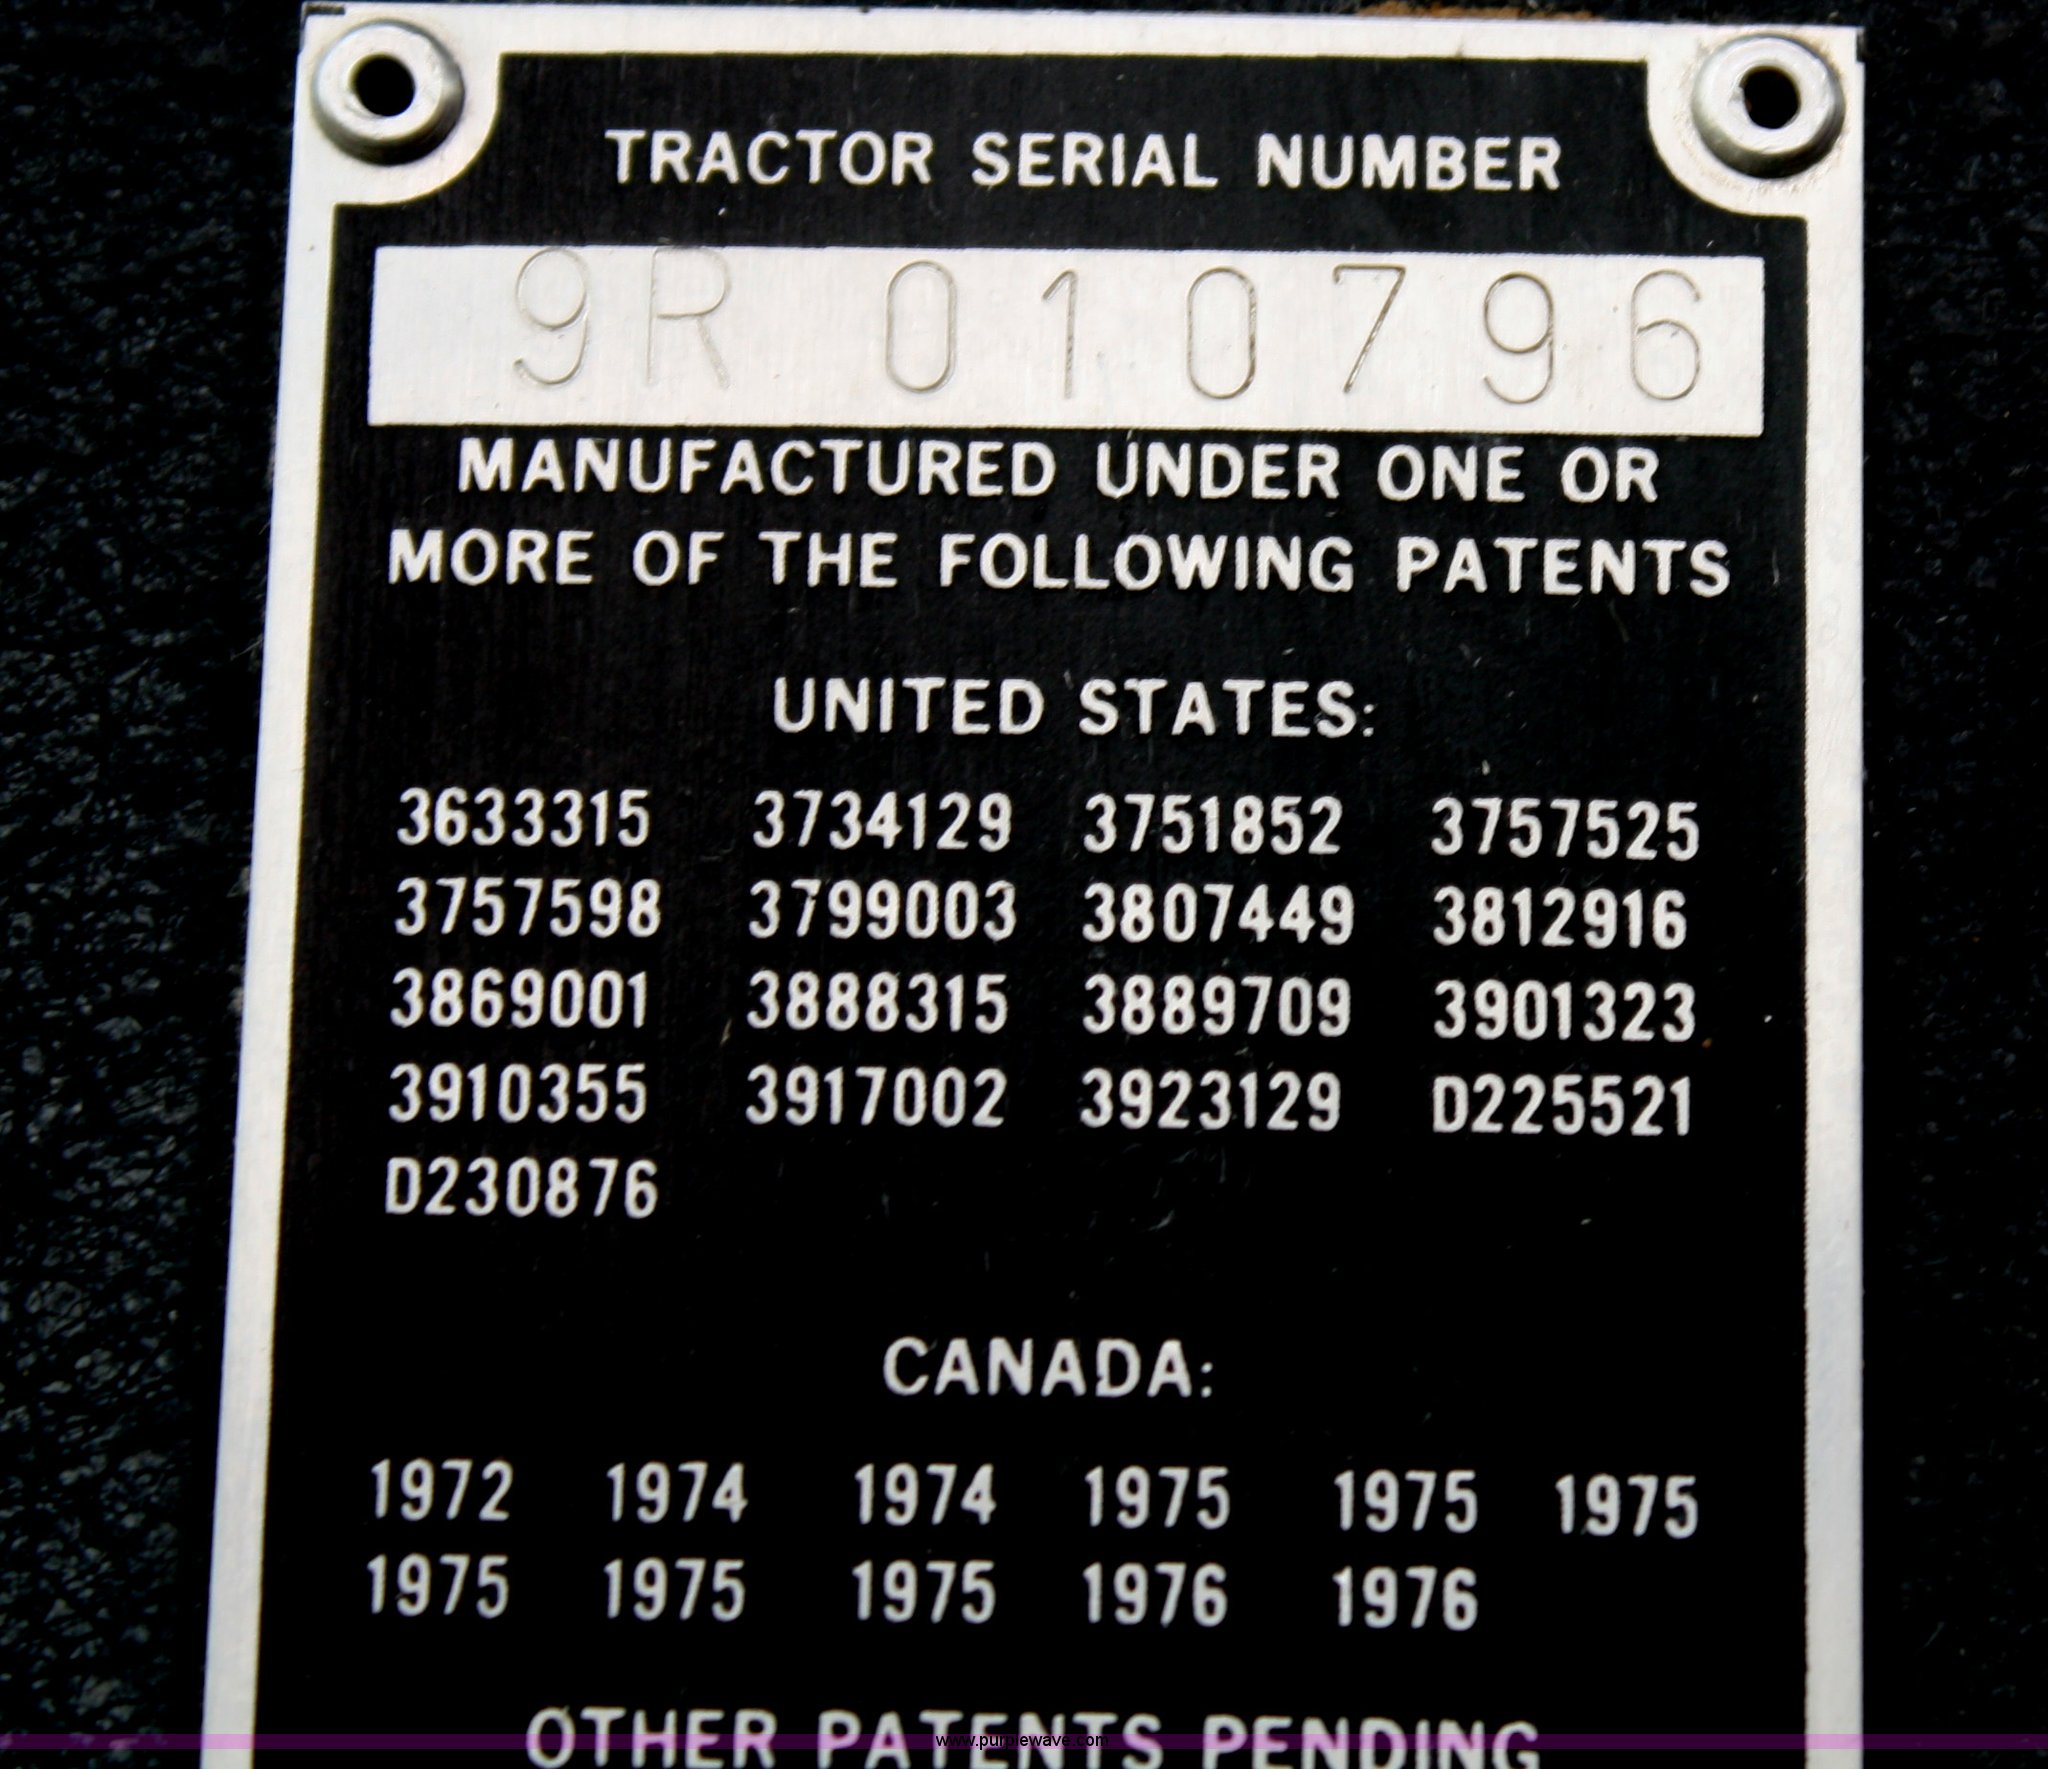 TRACTOR SERIAL NUMBER
9R 010796
MANUFACTURED UNDER ONE OR
MORE OF THE FOLLOWING PATENTS
UNITED STATES:
3633315 3734129 3751852 3757525
3757598 3799003 3807449 3812916
3869001 3888315 3889709 3901323
3910355 3917002 3923129 D225521
D230876
CANADA:
1972 1974 1974 1975 1975 1975
1975 1975 1975 1976 1976
OTHER PATENTS PENDING
www.purplewave.com